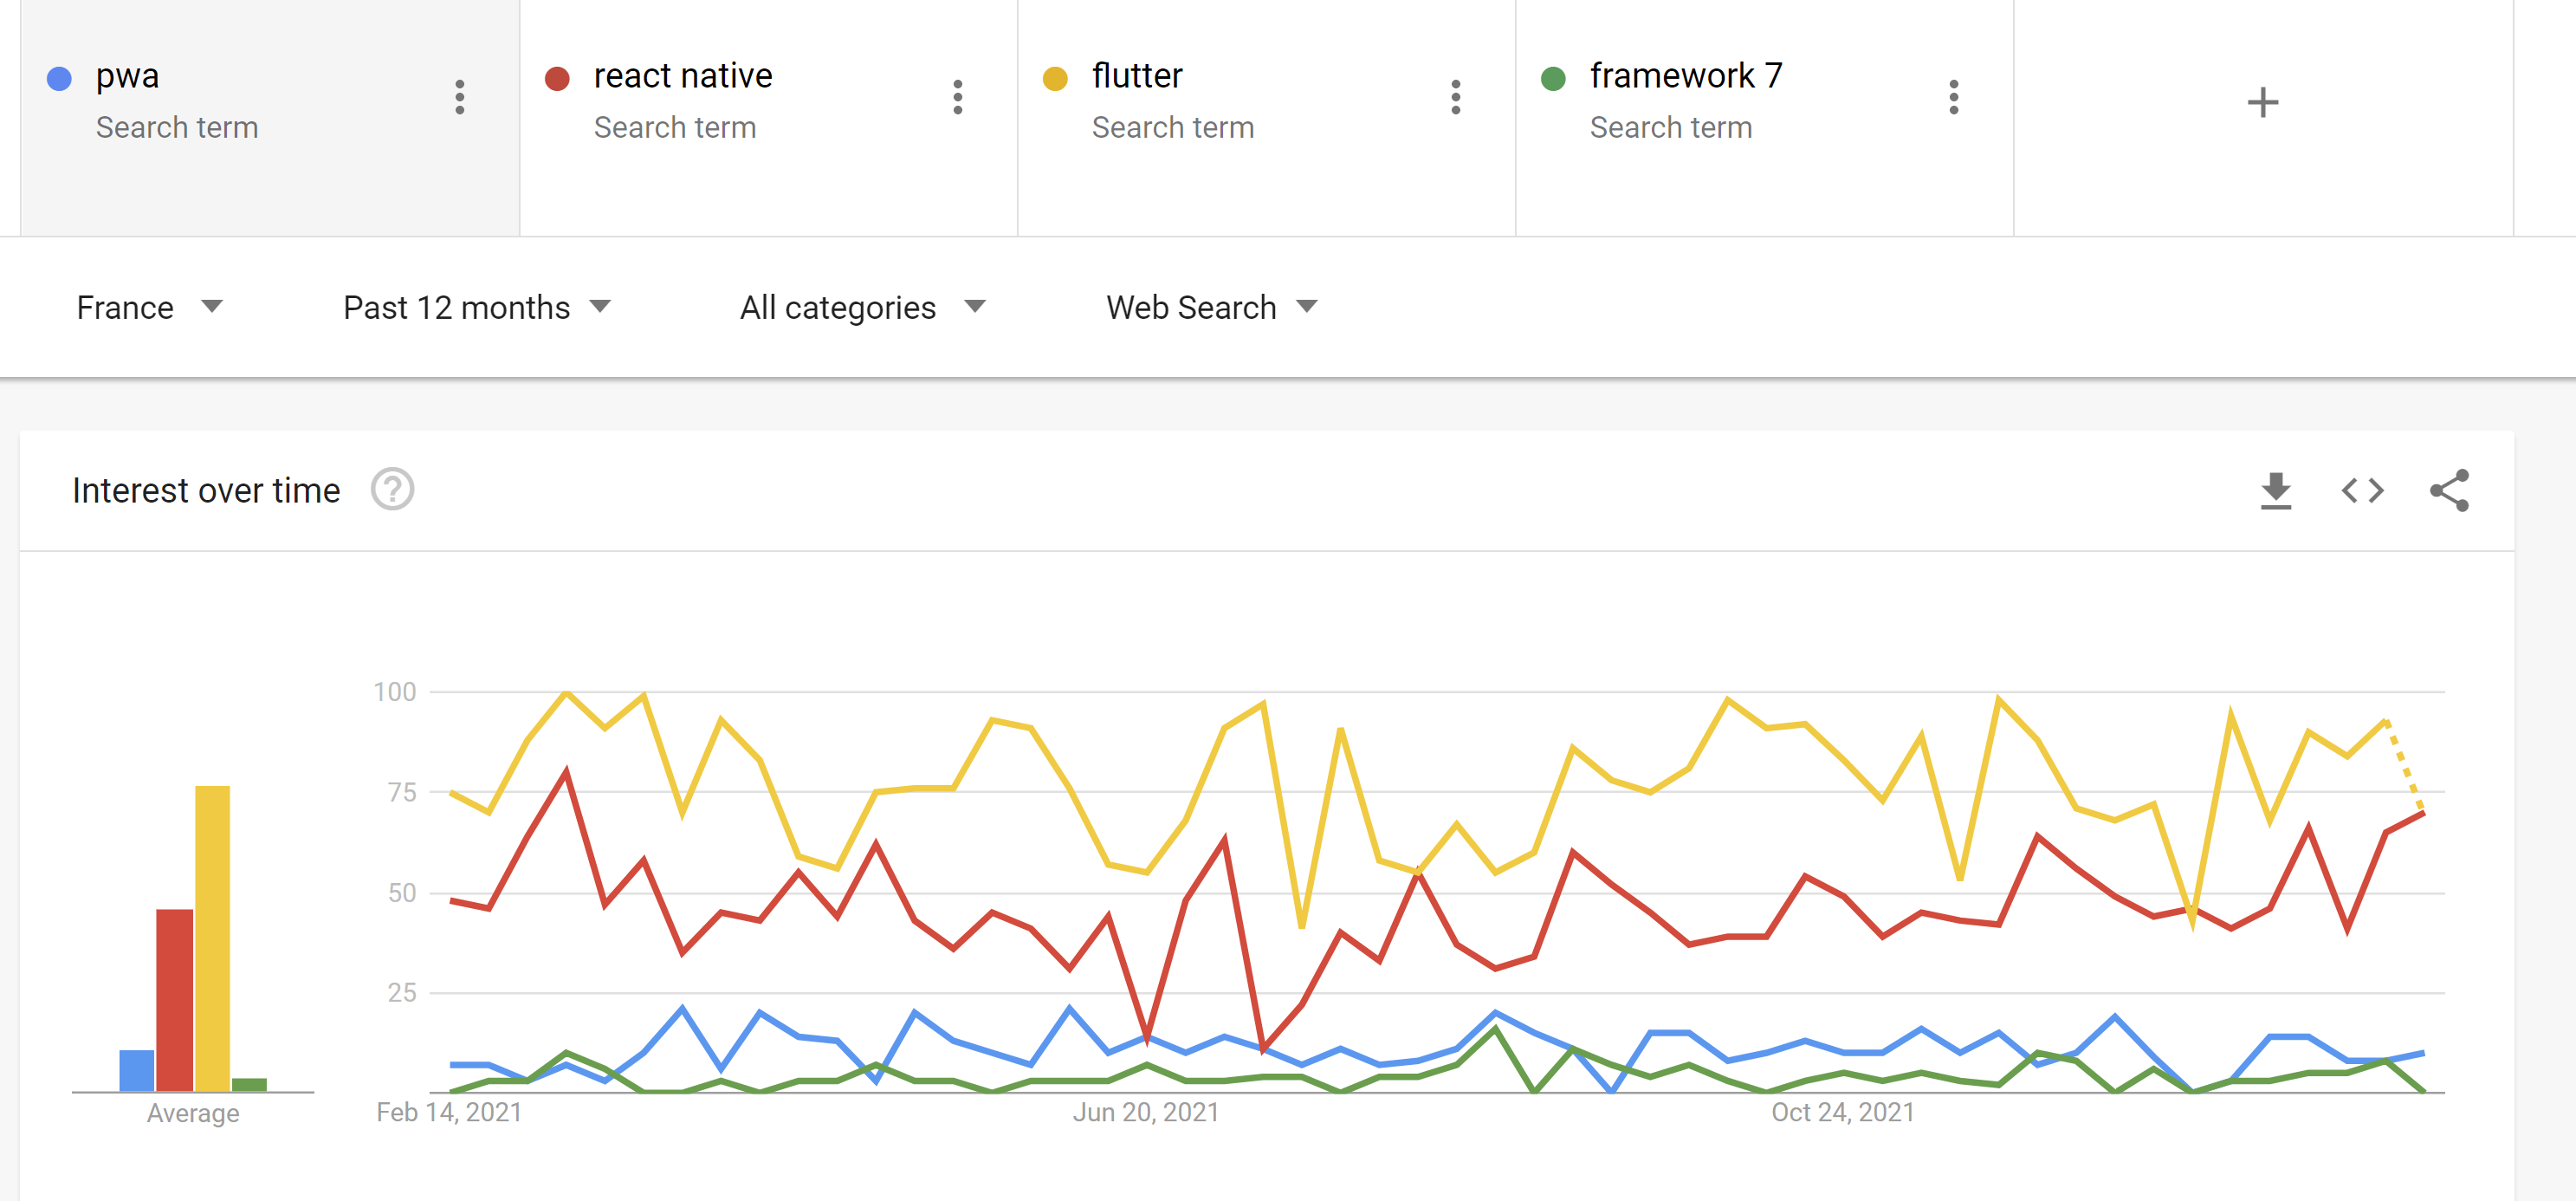 pwa
Search term
react native
Search term
flutter
Search term
framework 7
Search term
+
France
Past 12 months
All categories
Web Search
Interest over time
?
100
75
50
25
Average
Feb 14, 2021
Jun 20, 2021
Oct 24, 2021